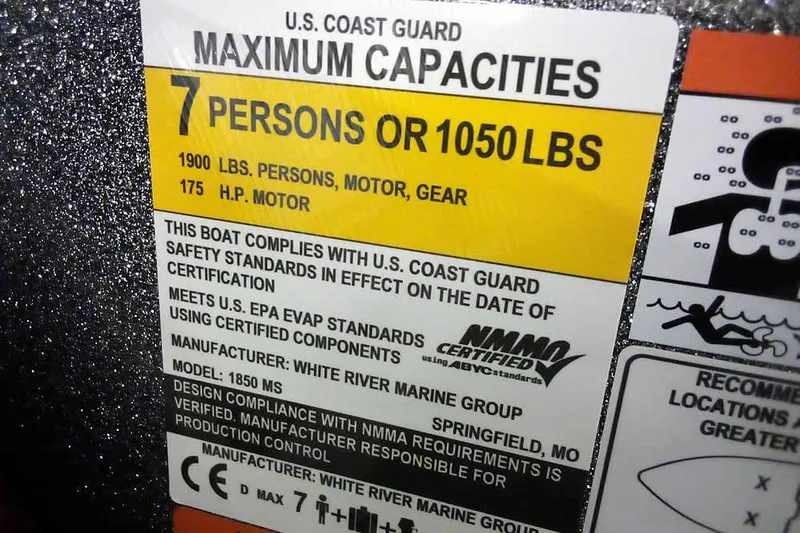 U.S. COAST GUARD
MAXIMUM CAPACITIES
7 PERSONS OR 1050 LBS
1900 LBS. PERSONS, MOTOR, GEAR
175 H.P. MOTOR
THIS BOAT COMPLIES WITH U.S. COAST GUARD
SAFETY STANDARDS IN EFFECT ON THE DATE OF
CERTIFICATION
MEETS U.S. EPA EVAP STANDARDS
USING CERTIFIED COMPONENTS
NMMA
CERTIFIED
using ABYC standards
MANUFACTURER: WHITE RIVER MARINE GROUP
MODEL: 1850 MS
SPRINGFIELD, MO
DESIGN COMPLIANCE WITH NMMA REQUIREMENTS IS
VERIFIED. MANUFACTURER RESPONSIBLE FOR
PRODUCTION CONTROL
MANUFACTURER: WHITE RIVER MARINE GROUP
CE D MAX 7 + +
RECOMME
LOCATIONS A
GREATER
X
X